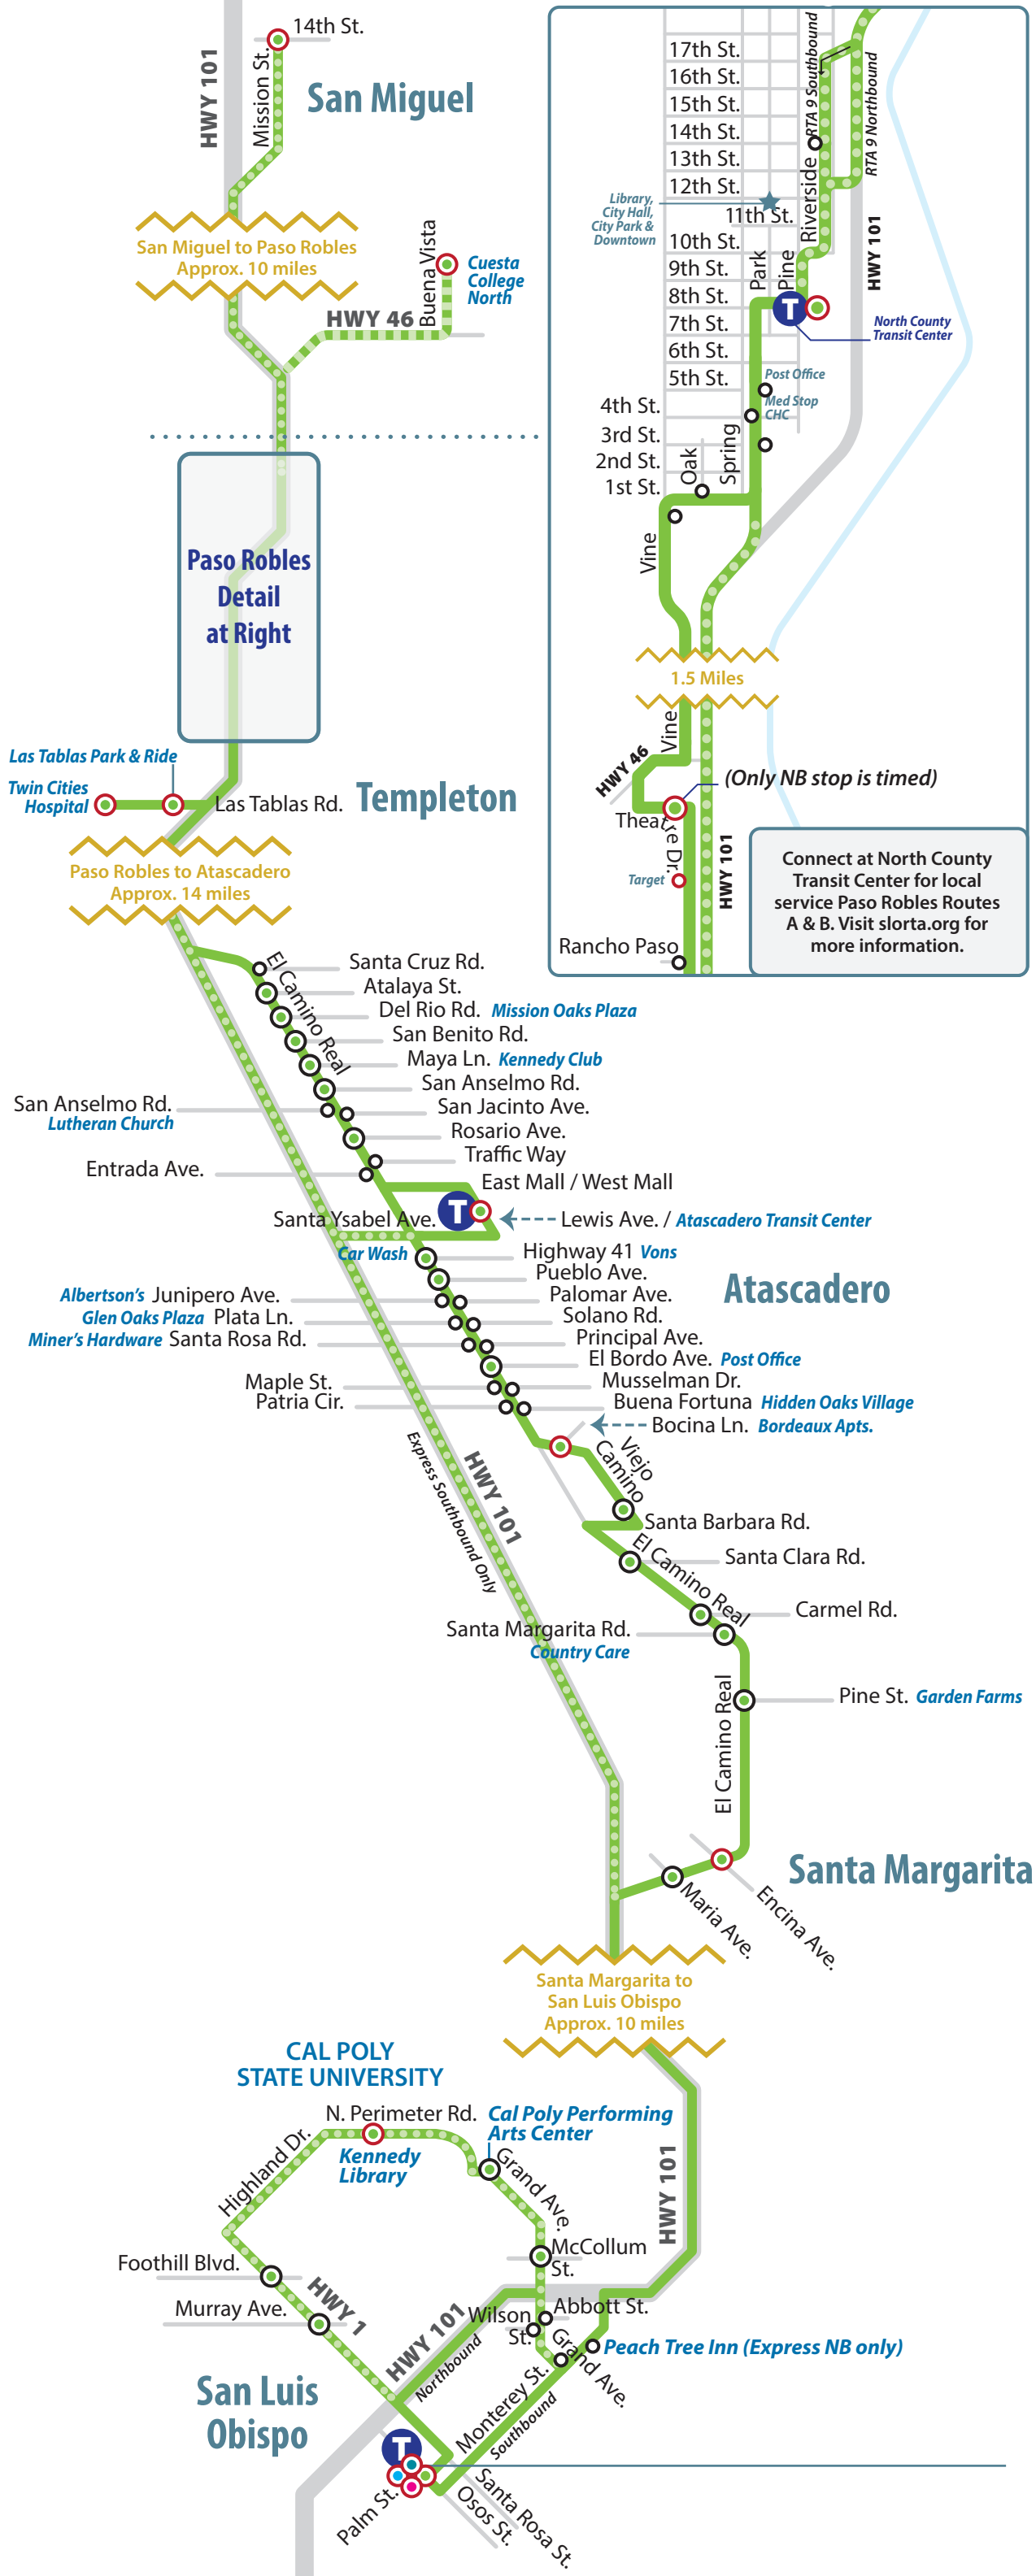 14th St.
Mission St.
HWY 101
San Miguel
San Miguel to Paso Robles
Approx. 10 miles
Buena Vista
Cuesta
College
North
HWY 46
Paso Robles
Detail
at Right
Las Tablas Park & Ride
Twin Cities
Hospital
Las Tablas Rd.
Templeton
Paso Robles to Atascadero
Approx. 14 miles
17th St.
16th St.
15th St.
14th St.
13th St.
12th St.
11th St.
10th St.
9th St.
8th St.
7th St.
6th St.
5th St.
4th St.
3rd St.
2nd St.
1st St.
RTA 9 Southbound
RTA 9 Northbound
Riverside
Library,
City Hall,
City Park &
Downtown
HWY 101
Park
Pine
T
North County
Transit Center
Post Office
Med Stop
CHC
Spring
Oak
Vine
1.5 Miles
Vine
HWY 46
(Only NB stop is timed)
Theatre Dr.
Target
HWY 101
Rancho Paso
Connect at North County
Transit Center for local
service Paso Robles Routes
A & B. Visit slorta.org for
more information.
El Camino Real
Santa Cruz Rd.
Atalaya St.
Del Rio Rd. Mission Oaks Plaza
San Benito Rd.
Maya Ln. Kennedy Club
San Anselmo Rd.
San Anselmo Rd.
Lutheran Church
San Jacinto Ave.
Rosario Ave.
Traffic Way
Entrada Ave.
East Mall / West Mall
T
Santa Ysabel Ave.
Lewis Ave. / Atascadero Transit Center
Car Wash
Highway 41 Vons
Pueblo Ave.
Atascadero
Albertson's Junipero Ave.
Palomar Ave.
Glen Oaks Plaza Plata Ln.
Solano Rd.
Miner's Hardware Santa Rosa Rd.
Principal Ave.
El Bordo Ave. Post Office
Maple St.
Musselman Dr.
Patria Cir.
Buena Fortuna Hidden Oaks Village
Bocina Ln. Bordeaux Apts.
HWY 101
Express Southbound Only
Viejo
Camino
Santa Barbara Rd.
El Camino Real
Santa Clara Rd.
Carmel Rd.
Santa Margarita Rd.
Country Care
Pine St. Garden Farms
El Camino Real
Santa Margarita
Maria Ave.
Encina Ave.
Santa Margarita to
San Luis Obispo
Approx. 10 miles
CAL POLY
STATE UNIVERSITY
N. Perimeter Rd.
Cal Poly Performing
Arts Center
Kennedy
Library
Highland Dr.
Grand Ave.
HWY 101
McCollum
St.
Foothill Blvd.
Murray Ave.
HWY 1
HWY 101
Northbound
Wilson
St.
Abbott St.
Grand Ave.
Peach Tree Inn (Express NB only)
Monterey St.
Southbound
San Luis
Obispo
T
Palm St.
Osos St.
Santa Rosa St.